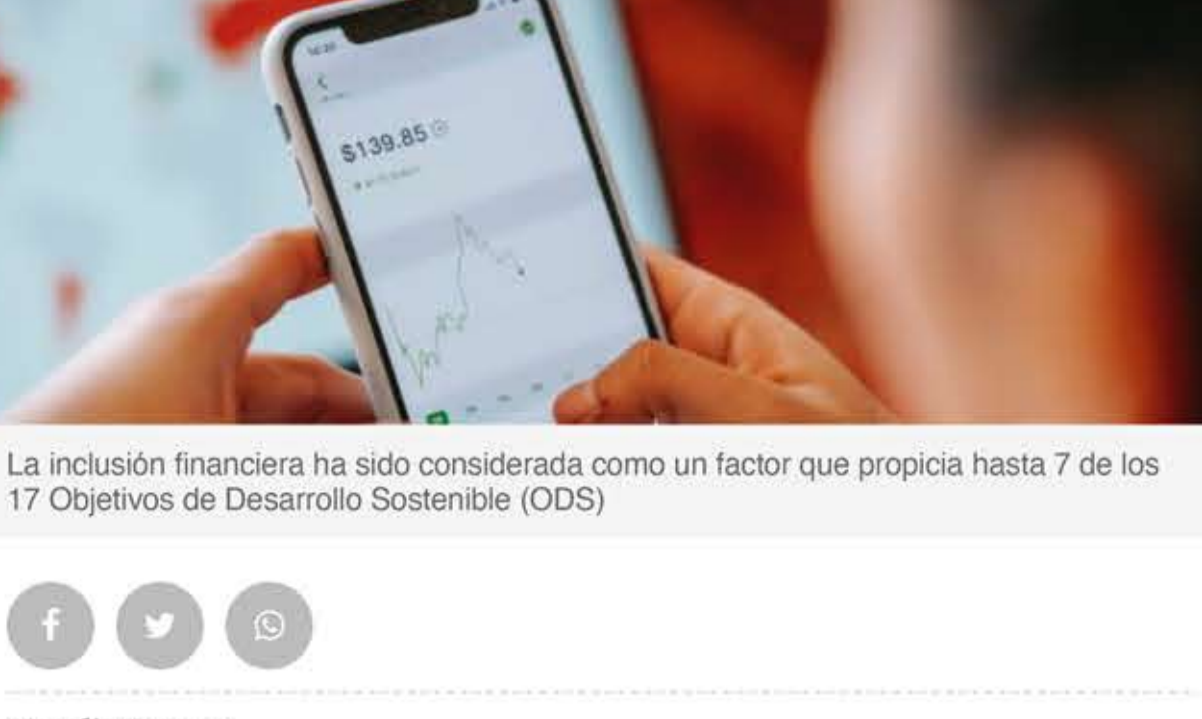 $139.85
La inclusión financiera ha sido considerada como un factor que propicia hasta 7 de los
17 Objetivos de Desarrollo Sostenible (ODS)